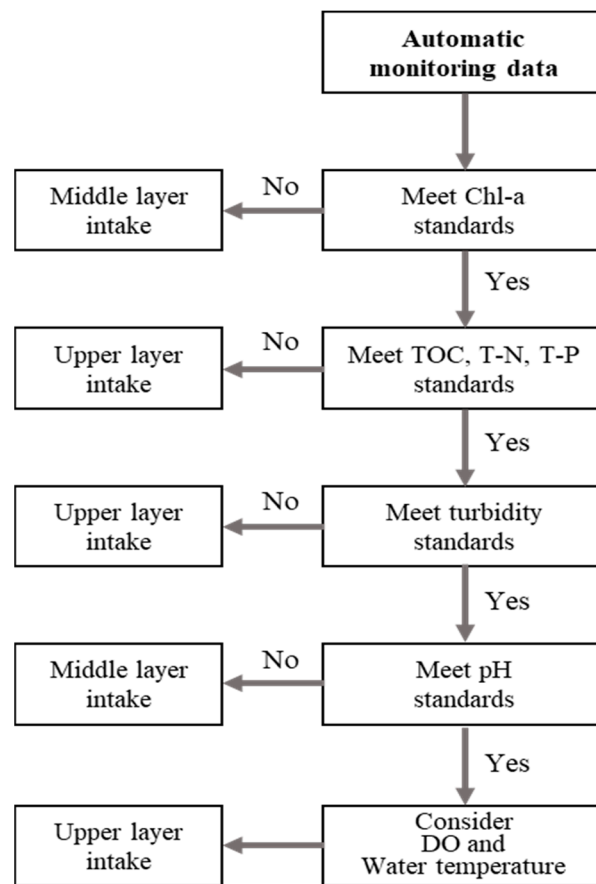 Automatic
monitoring data
Middle layer
intake
No
Meet Chl-a
standards
Yes
Upper layer
intake
No
Meet TOC, T-N, T-P
standards
Yes
Upper layer
intake
No
Meet turbidity
standards
Yes
Middle layer
intake
No
Meet pH
standards
Yes
Upper layer
intake
Consider
DO and
Water temperature